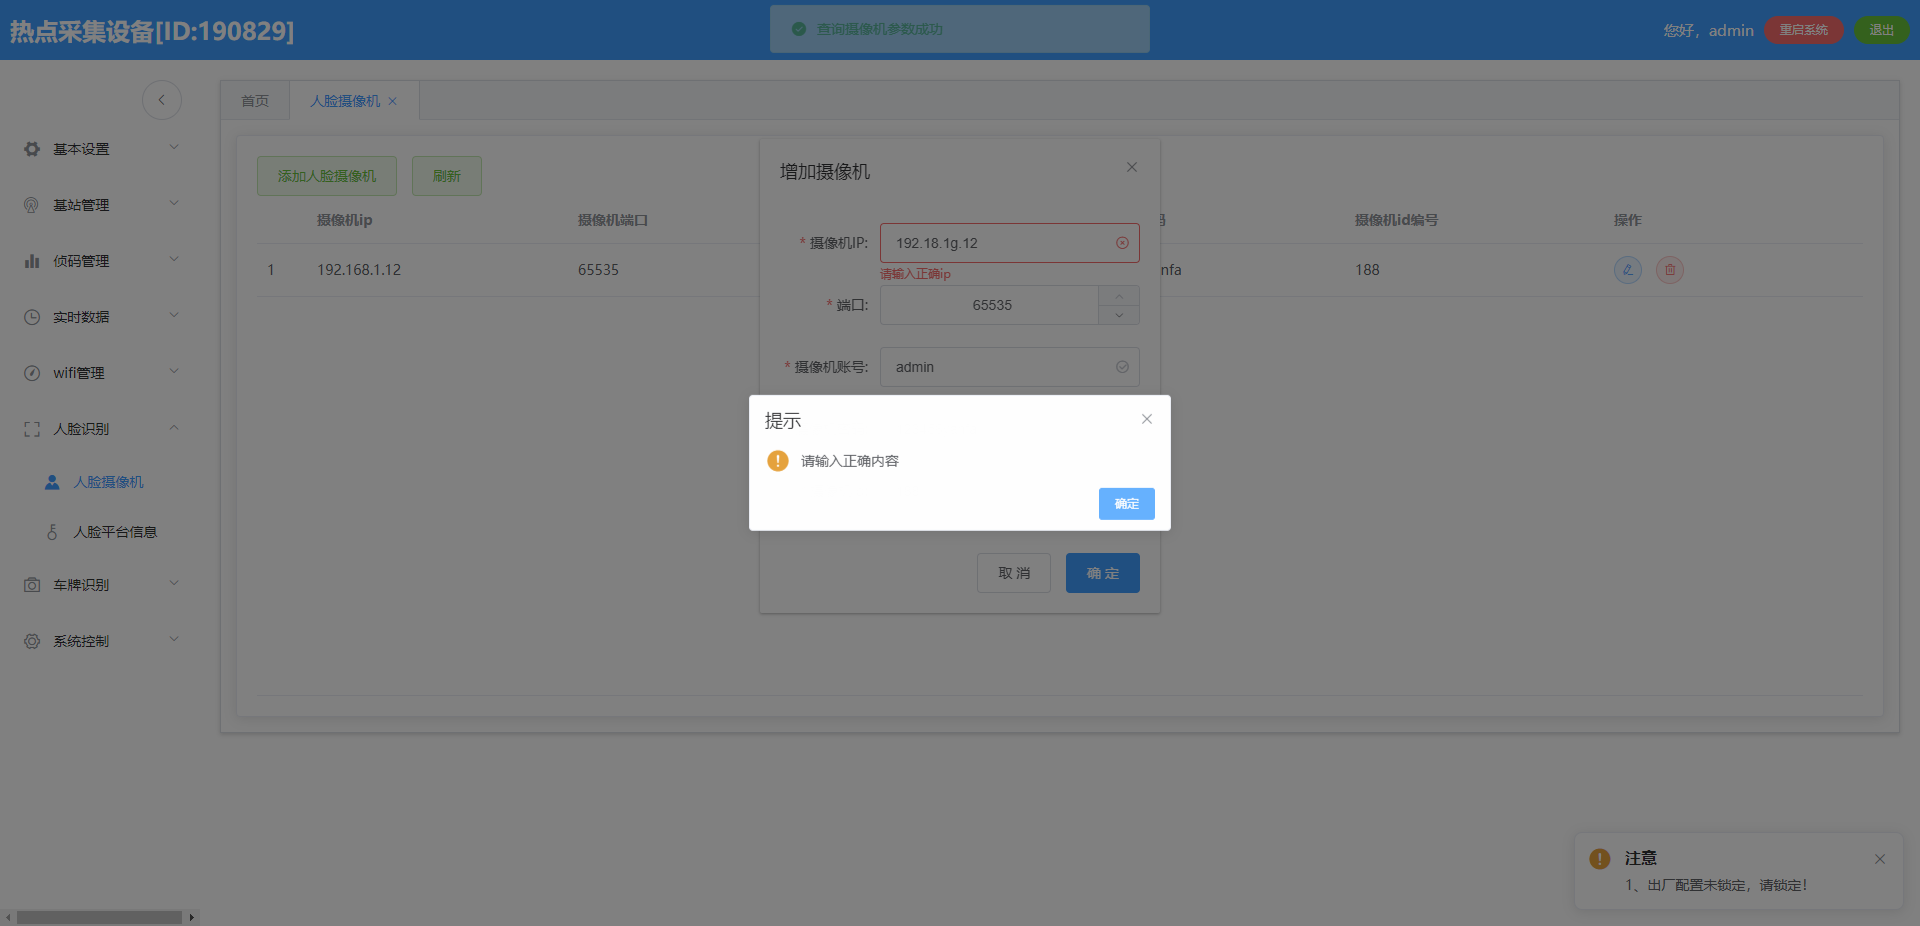 热点采集设备[ID:190829]
查询摄像机参数成功
您好，admin
重启系统
退出
首页
人脸摄像机
基本设置
基站管理
侦码管理
实时数据
wifi管理
人脸识别
人脸摄像机
人脸平台信息
车牌识别
系统控制
添加人脸摄像机
刷新
摄像机ip
摄像机端口
摄像机id编号
操作
1
192.168.1.12
65535
nfa
188
增加摄像机
* 摄像机IP:
192.18.1g.12
请输入正确ip
* 端口:
65535
* 摄像机账号:
admin
提示
请输入正确内容
确定
取 消
确 定
注意
1、出厂配置未锁定，请锁定！